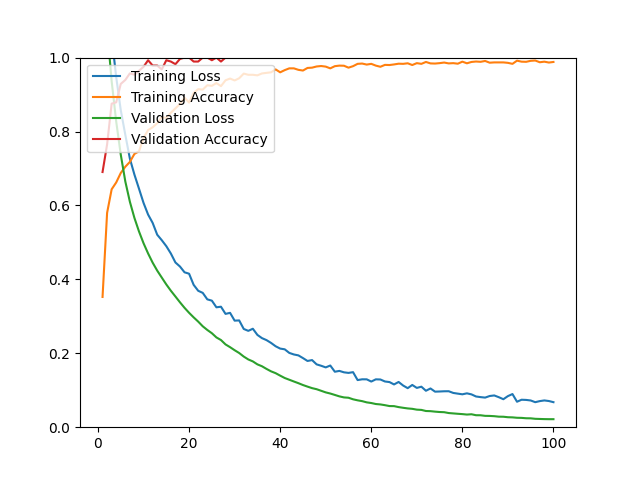 1.0
0.8
0.6
0.4
0.2
0.0
Training Loss
Training Accuracy
Validation Loss
Validation Accuracy
0 20 40 60 80 100